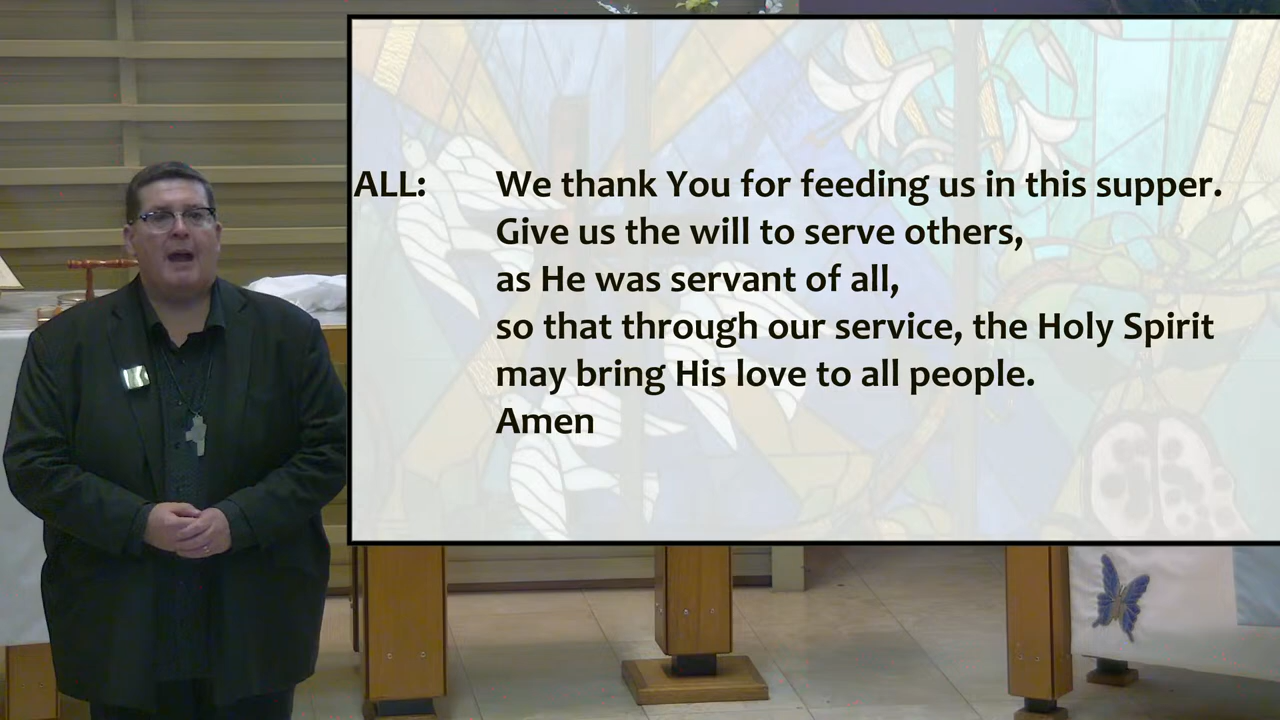 ALL: We thank You for feeding us in this supper.
Give us the will to serve others,
as He was servant of all,
so that through our service, the Holy Spirit
may bring His love to all people.
Amen